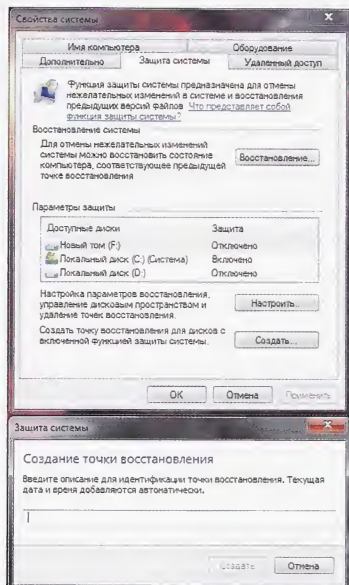 Свойства системы
Имя компьютера
Оборудование
Дополнительно
Защита системы
Удаленный доступ
Функция защиты системы предназначена для отмены
нежелательных изменений в системе и восстановления
предыдущих версий файлов. Что представляет собой
функция защиты системы?
Восстановление системы
Для отмены нежелательных изменений
системы можно восстановить состояние
компьютера, соответствующее предыдущей
точке восстановления
Восстановление...
Параметры защиты
Доступные диски
Защита
Новый том (F:)
Отключено
Локальный диск (C:) (Система)
Включено
Локальный диск (D:)
Отключено
Настройка параметров восстановления,
управление дисковым пространством и
удаление точек восстановления.
Настроить...
Создать точку восстановления для дисков с
включенной функцией защиты системы.
Создать...
OK
Отмена
Применить
Защита системы
Создание точки восстановления
Введите описание для идентификации точки восстановления. Текущая
дата и время добавляются автоматически.
Создать
Отмена